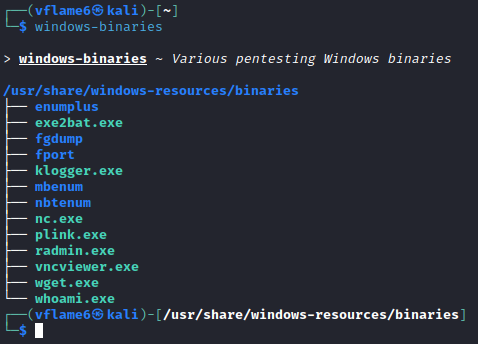 ┌──(vflame6㉿kali)-[~]
└─$ windows-binaries
> windows-binaries ~ Various pentesting Windows binaries
/usr/share/windows-resources/binaries
├── enumplus
├── exe2bat.exe
├── fgdump
├── fport
├── klogger.exe
├── mbenum
├── nbtenum
├── nc.exe
├── plink.exe
├── radmin.exe
├── vncviewer.exe
├── wget.exe
└── whoami.exe
┌──(vflame6㉿kali)-[/usr/share/windows-resources/binaries]
└─$